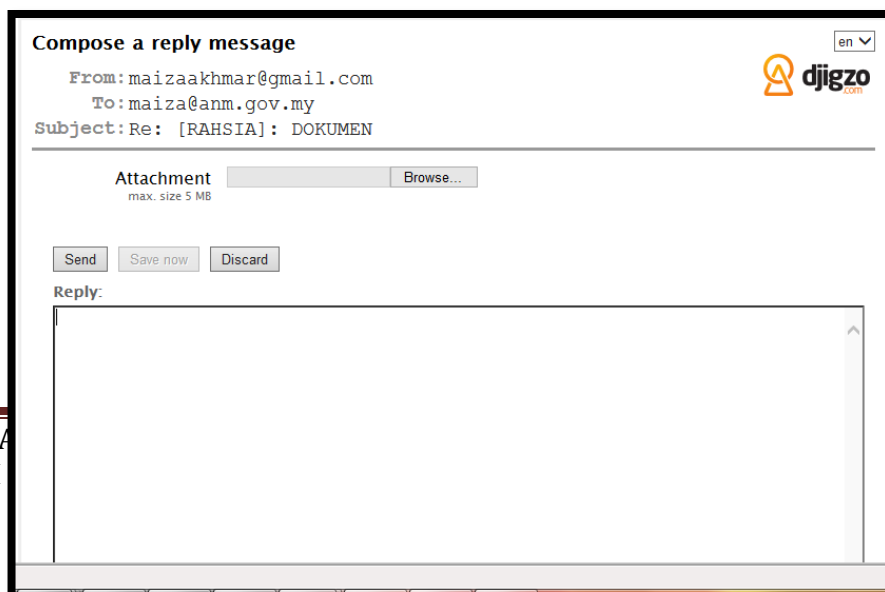 Compose a reply message
en
From: maizaakhmar@gmail.com
djigzo
.com
To: maiza@anm.gov.my
Subject: Re: [RAHSIA]: DOKUMEN
Attachment
Browse...
max. size 5 MB
Send
Save now
Discard
Reply:
A